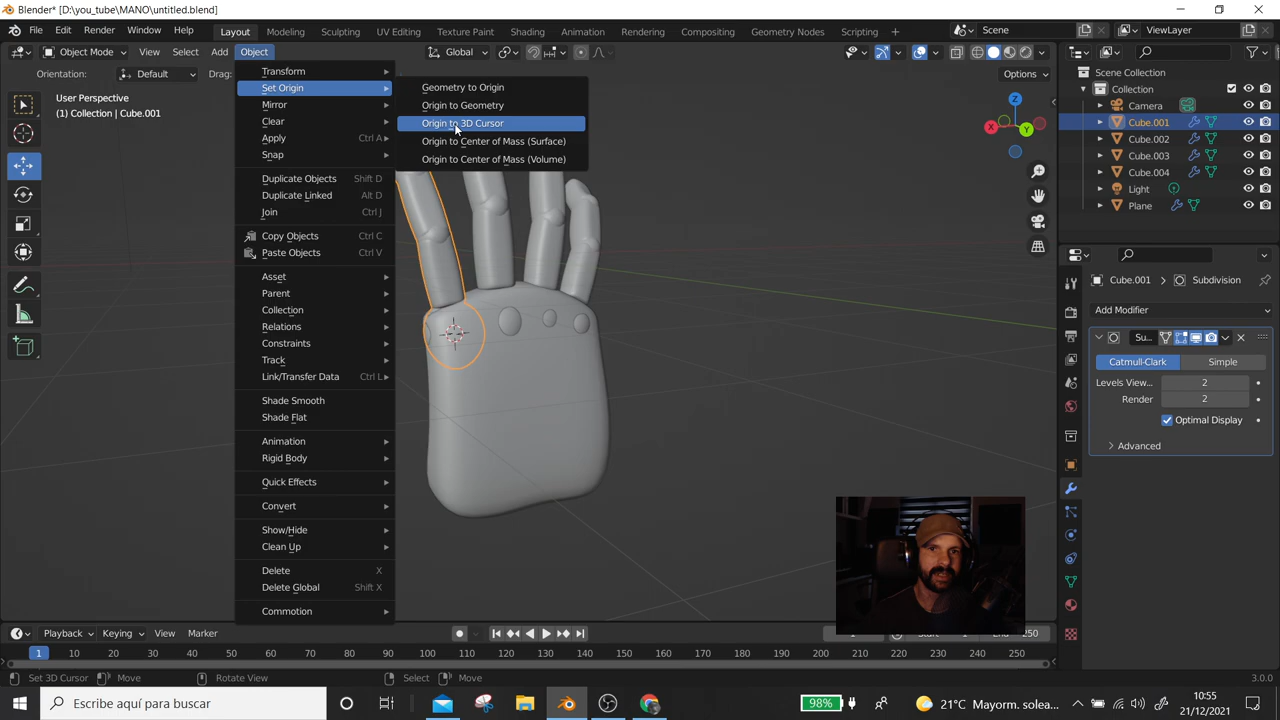 Blender* [D:\you_tube\MANO\untitled.blend]
File Edit Render Window Help Layout Modeling Sculpting UV Editing Texture Paint Shading Animation Rendering Compositing Geometry Nodes Scripting + Scene ViewLayer
Object Mode View Select Add Object Global
Orientation: Default Drag: Options
User Perspective
(1) Collection | Cube.001
Transform
Set Origin
Mirror
Clear
Apply Ctrl A
Snap
Duplicate Objects Shift D
Duplicate Linked Alt D
Join Ctrl J
Copy Objects Ctrl C
Paste Objects Ctrl V
Asset
Parent
Collection
Relations
Constraints
Track
Link/Transfer Data Ctrl L
Shade Smooth
Shade Flat
Animation
Rigid Body
Quick Effects
Convert
Show/Hide
Clean Up
Delete X
Delete Global Shift X
Commotion
Geometry to Origin
Origin to Geometry
Origin to 3D Cursor
Origin to Center of Mass (Surface)
Origin to Center of Mass (Volume)
X
Y
Z
Scene Collection
Collection
Camera
Cube.001
Cube.002
Cube.003
Cube.004
Light
Plane
Cube.001 Subdivision
Add Modifier
Su...
Catmull-Clark Simple
Levels View... 2
Render 2
Optimal Display
Advanced
Playback Keying View Marker 1 Start 1 End 250
1 10 20 30 40 50 60 70 80 90 100 110 120 130 140 150 160 170 180 190 200 210 220 230 240 250
Set 3D Cursor Move Rotate View Select Move 3.0.0
Escribe aquí para buscar 98% 21°C Mayorm. solea... 10:55
21/12/2021